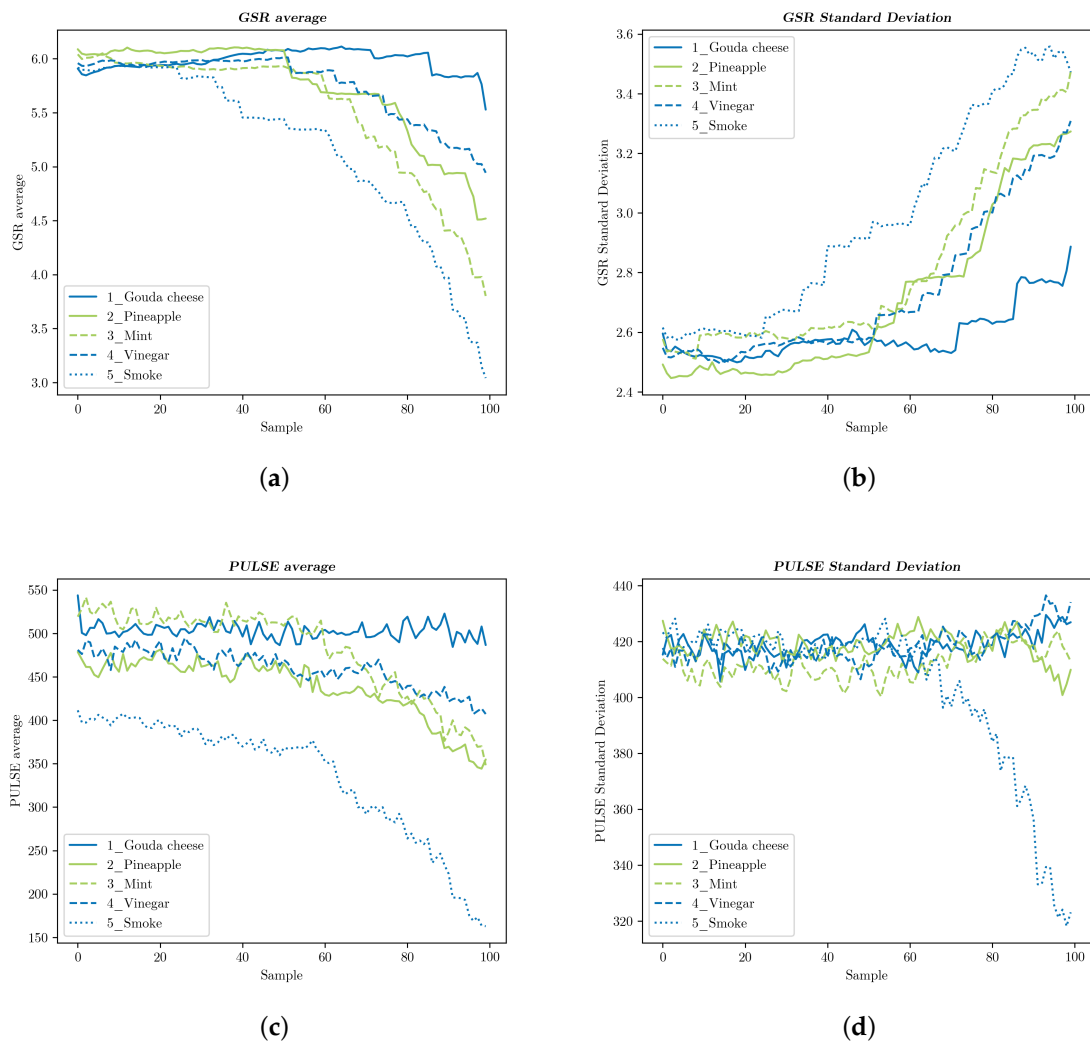 GSR average
GSR average
6.0
5.5
5.0
4.5
4.0
3.5
3.0
1_Gouda cheese
2_Pineapple
3_Mint
4_Vinegar
5_Smoke
0 20 40 60 80 100
Sample
(a)
GSR Standard Deviation
GSR Standard Deviation
3.6
3.4
3.2
3.0
2.8
2.6
2.4
1_Gouda cheese
2_Pineapple
3_Mint
4_Vinegar
5_Smoke
0 20 40 60 80 100
Sample
(b)
PULSE average
PULSE average
550
500
450
400
350
300
250
200
150
1_Gouda cheese
2_Pineapple
3_Mint
4_Vinegar
5_Smoke
0 20 40 60 80 100
Sample
(c)
PULSE Standard Deviation
PULSE Standard Deviation
440
420
400
380
360
340
320
1_Gouda cheese
2_Pineapple
3_Mint
4_Vinegar
5_Smoke
0 20 40 60 80 100
Sample
(d)